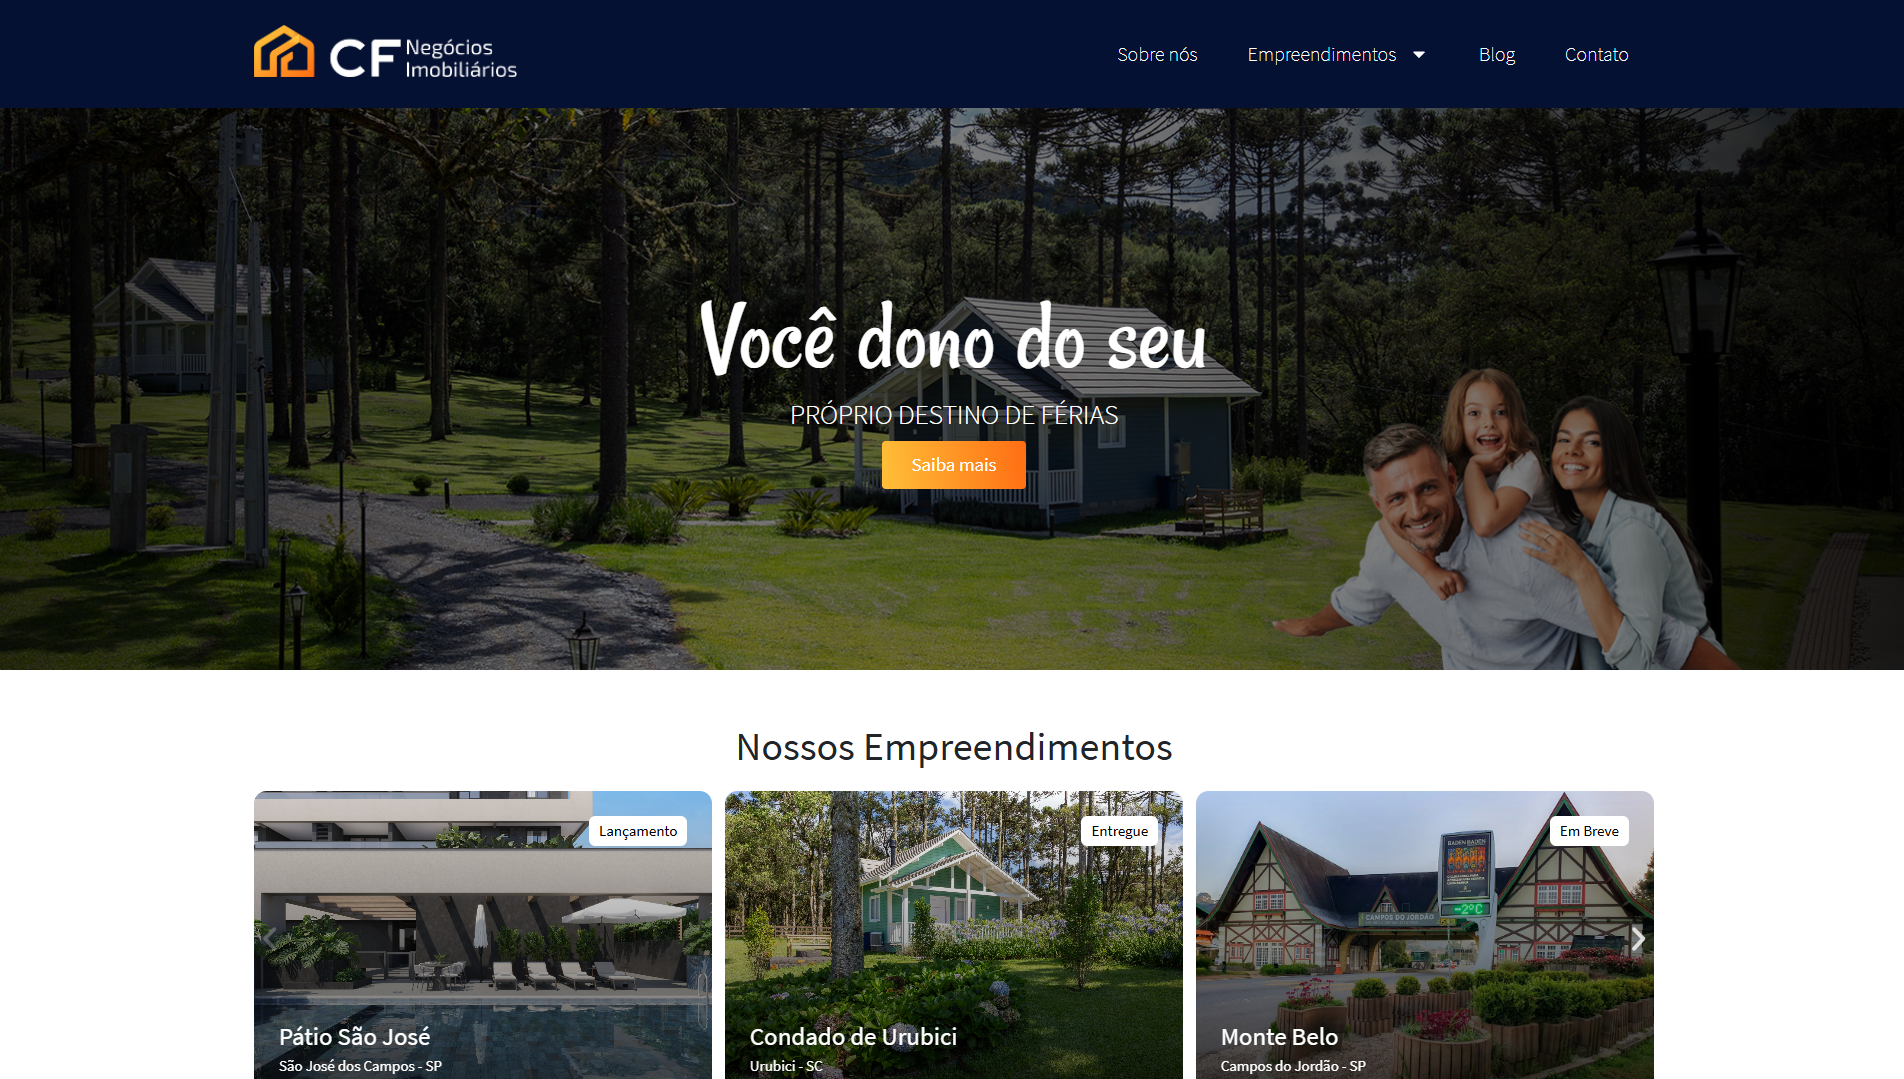 CF Negócios
Imobiliários
Sobre nós
Empreendimentos
Blog
Contato
Você dono do seu
PRÓPRIO DESTINO DE FÉRIAS
Saiba mais
Nossos Empreendimentos
Lançamento
Pátio São José
São José dos Campos - SP
Entregue
Condado de Urubici
Urubici - SC
Em Breve
BADEN BADEN
-2°C
CAMPOS DO JORDÃO
Monte Belo
Campos do Jordão - SP